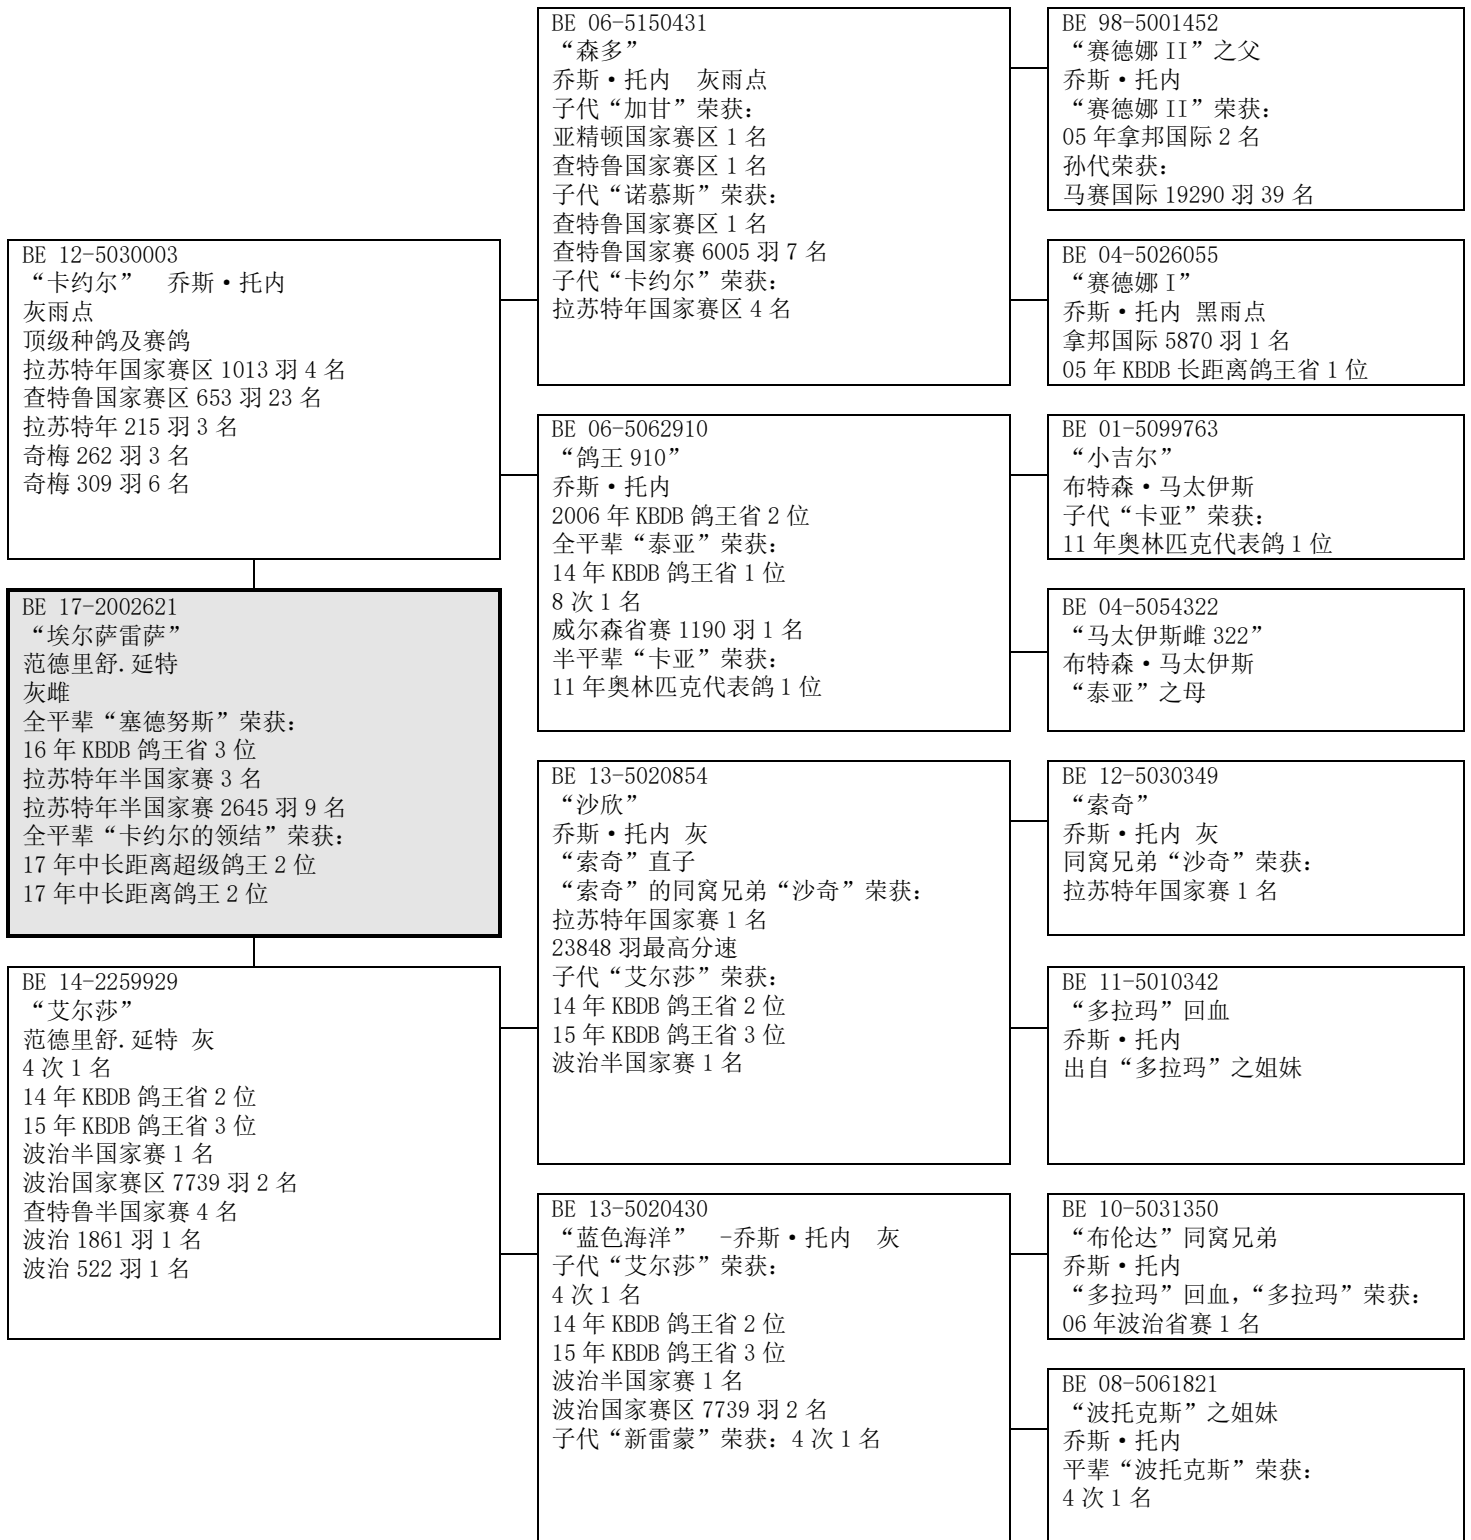 BE 12-5030003
“卡约尔” 乔斯·托内
灰雨点
顶级种鸽及赛鸽
拉苏特年国家赛区 1013 羽 4 名
查特鲁国家赛区 653 羽 23 名
拉苏特年 215 羽 3 名
奇梅 262 羽 3 名
奇梅 309 羽 6 名
BE 17-2002621
“埃尔萨雷萨”
范德里舒.延特
灰雌
全平辈“塞德努斯”荣获：
16 年 KBDB 鸽王省 3 位
拉苏特年半国家赛 3 名
拉苏特年半国家赛 2645 羽 9 名
全平辈“卡约尔的领结”荣获：
17 年中长距离超级鸽王 2 位
17 年中长距离鸽王 2 位
BE 14-2259929
“艾尔莎”
范德里舒.延特 灰
4 次 1 名
14 年 KBDB 鸽王省 2 位
15 年 KBDB 鸽王省 3 位
波治半国家赛 1 名
波治国家赛区 7739 羽 2 名
查特鲁半国家赛 4 名
波治 1861 羽 1 名
波治 522 羽 1 名
BE 06-5150431
“森多”
乔斯·托内 灰雨点
子代“加甘”荣获：
亚精顿国家赛区 1 名
查特鲁国家赛区 1 名
子代“诺慕斯”荣获：
查特鲁国家赛区 1 名
查特鲁国家赛 6005 羽 7 名
子代“卡约尔”荣获：
拉苏特年国家赛区 4 名
BE 06-5062910
“鸽王 910”
乔斯·托内
2006 年 KBDB 鸽王省 2 位
全平辈“泰亚”荣获：
14 年 KBDB 鸽王省 1 位
8 次 1 名
威尔森省赛 1190 羽 1 名
半平辈“卡亚”荣获：
11 年奥林匹克代表鸽 1 位
BE 13-5020854
“沙欣”
乔斯·托内 灰
“索奇”直子
“索奇”的同窝兄弟“沙奇”荣获：
拉苏特年国家赛 1 名
23848 羽最高分速
子代“艾尔莎”荣获：
14 年 KBDB 鸽王省 2 位
15 年 KBDB 鸽王省 3 位
波治半国家赛 1 名
BE 13-5020430
“蓝色海洋” -乔斯·托内 灰
子代“艾尔莎”荣获：
4 次 1 名
14 年 KBDB 鸽王省 2 位
15 年 KBDB 鸽王省 3 位
波治半国家赛 1 名
波治国家赛区 7739 羽 2 名
子代“新雷蒙”荣获：4 次 1 名
BE 98-5001452
“赛德娜 II”之父
乔斯·托内
“赛德娜 II”荣获：
05 年拿邦国际 2 名
孙代荣获：
马赛国际 19290 羽 39 名
BE 04-5026055
“赛德娜 I”
乔斯·托内 黑雨点
拿邦国际 5870 羽 1 名
05 年 KBDB 长距离鸽王省 1 位
BE 01-5099763
“小吉尔”
布特森·马太伊斯
子代“卡亚”荣获：
11 年奥林匹克代表鸽 1 位
BE 04-5054322
“马太伊斯雌 322”
布特森·马太伊斯
“泰亚”之母
BE 12-5030349
“索奇”
乔斯·托内 灰
同窝兄弟“沙奇”荣获：
拉苏特年国家赛 1 名
BE 11-5010342
“多拉玛”回血
乔斯·托内
出自“多拉玛”之姐妹
BE 10-5031350
“布伦达”同窝兄弟
乔斯·托内
“多拉玛”回血，“多拉玛”荣获：
06 年波治省赛 1 名
BE 08-5061821
“波托克斯”之姐妹
乔斯·托内
平辈“波托克斯”荣获：
4 次 1 名